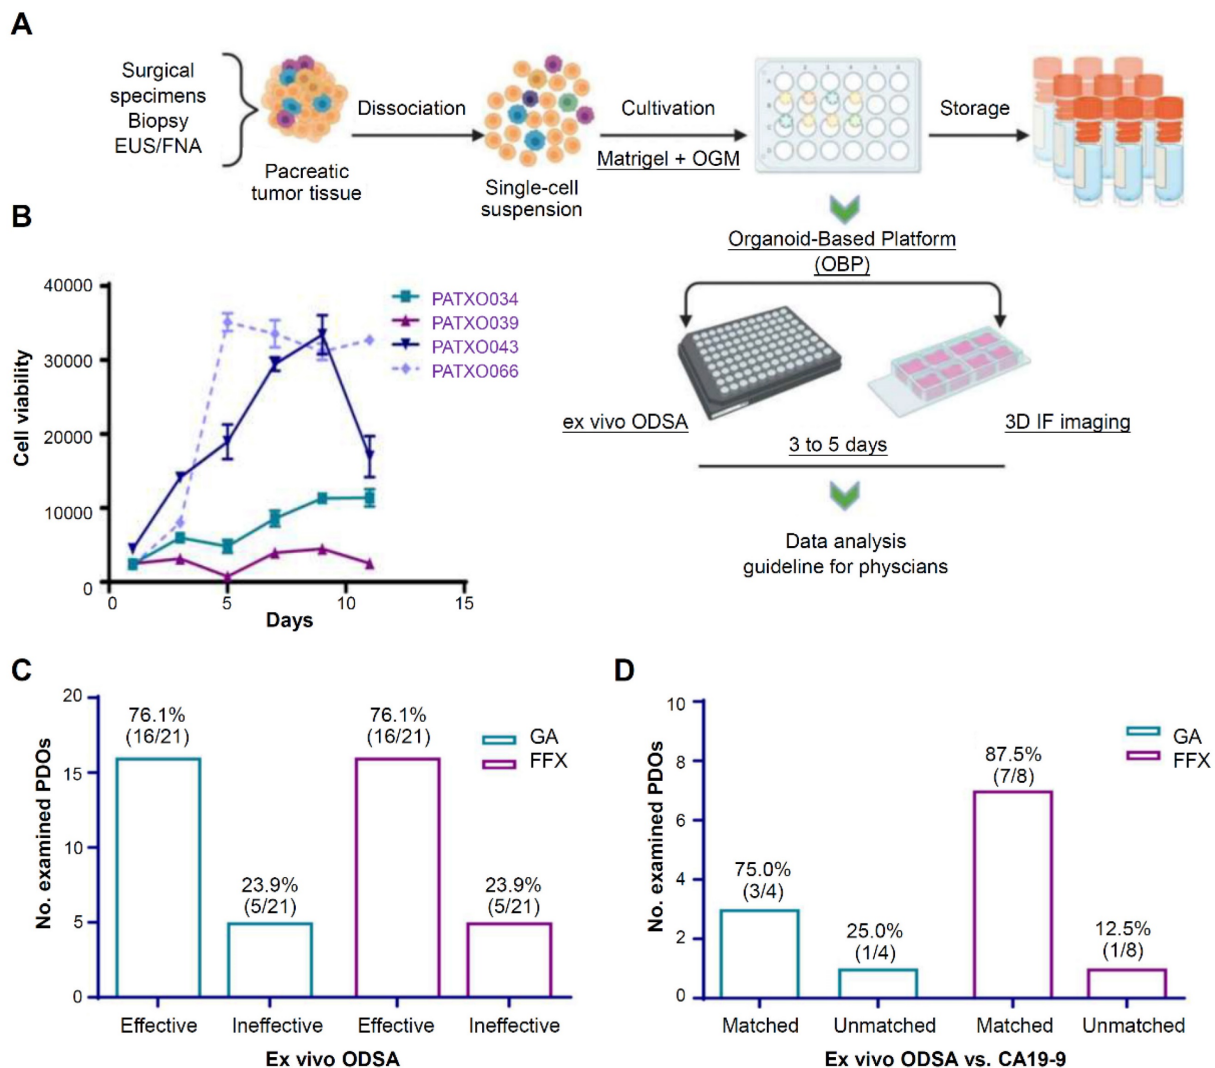 A
Surgical
specimens
Biopsy
EUS/FNA
Pacreatic
tumor tissue
Dissociation
Single-cell
suspension
Cultivation
Matrigel + OGM
Storage
Organoid-Based Platform
(OBP)
ex vivo ODSA
3D IF imaging
3 to 5 days
Data analysis
guideline for physcians
B
40000
30000
20000
10000
0
Cell viability
0
5
10
15
Days
PATXO034
PATXO039
PATXO043
PATXO066
C
20
15
10
5
0
No. examined PDOs
76.1%
(16/21)
23.9%
(5/21)
76.1%
(16/21)
23.9%
(5/21)
GA
FFX
Effective
Ineffective
Effective
Ineffective
Ex vivo ODSA
D
10
8
6
4
2
0
No. examined PDOs
75.0%
(3/4)
25.0%
(1/4)
87.5%
(7/8)
12.5%
(1/8)
GA
FFX
Matched
Unmatched
Matched
Unmatched
Ex vivo ODSA vs. CA19-9